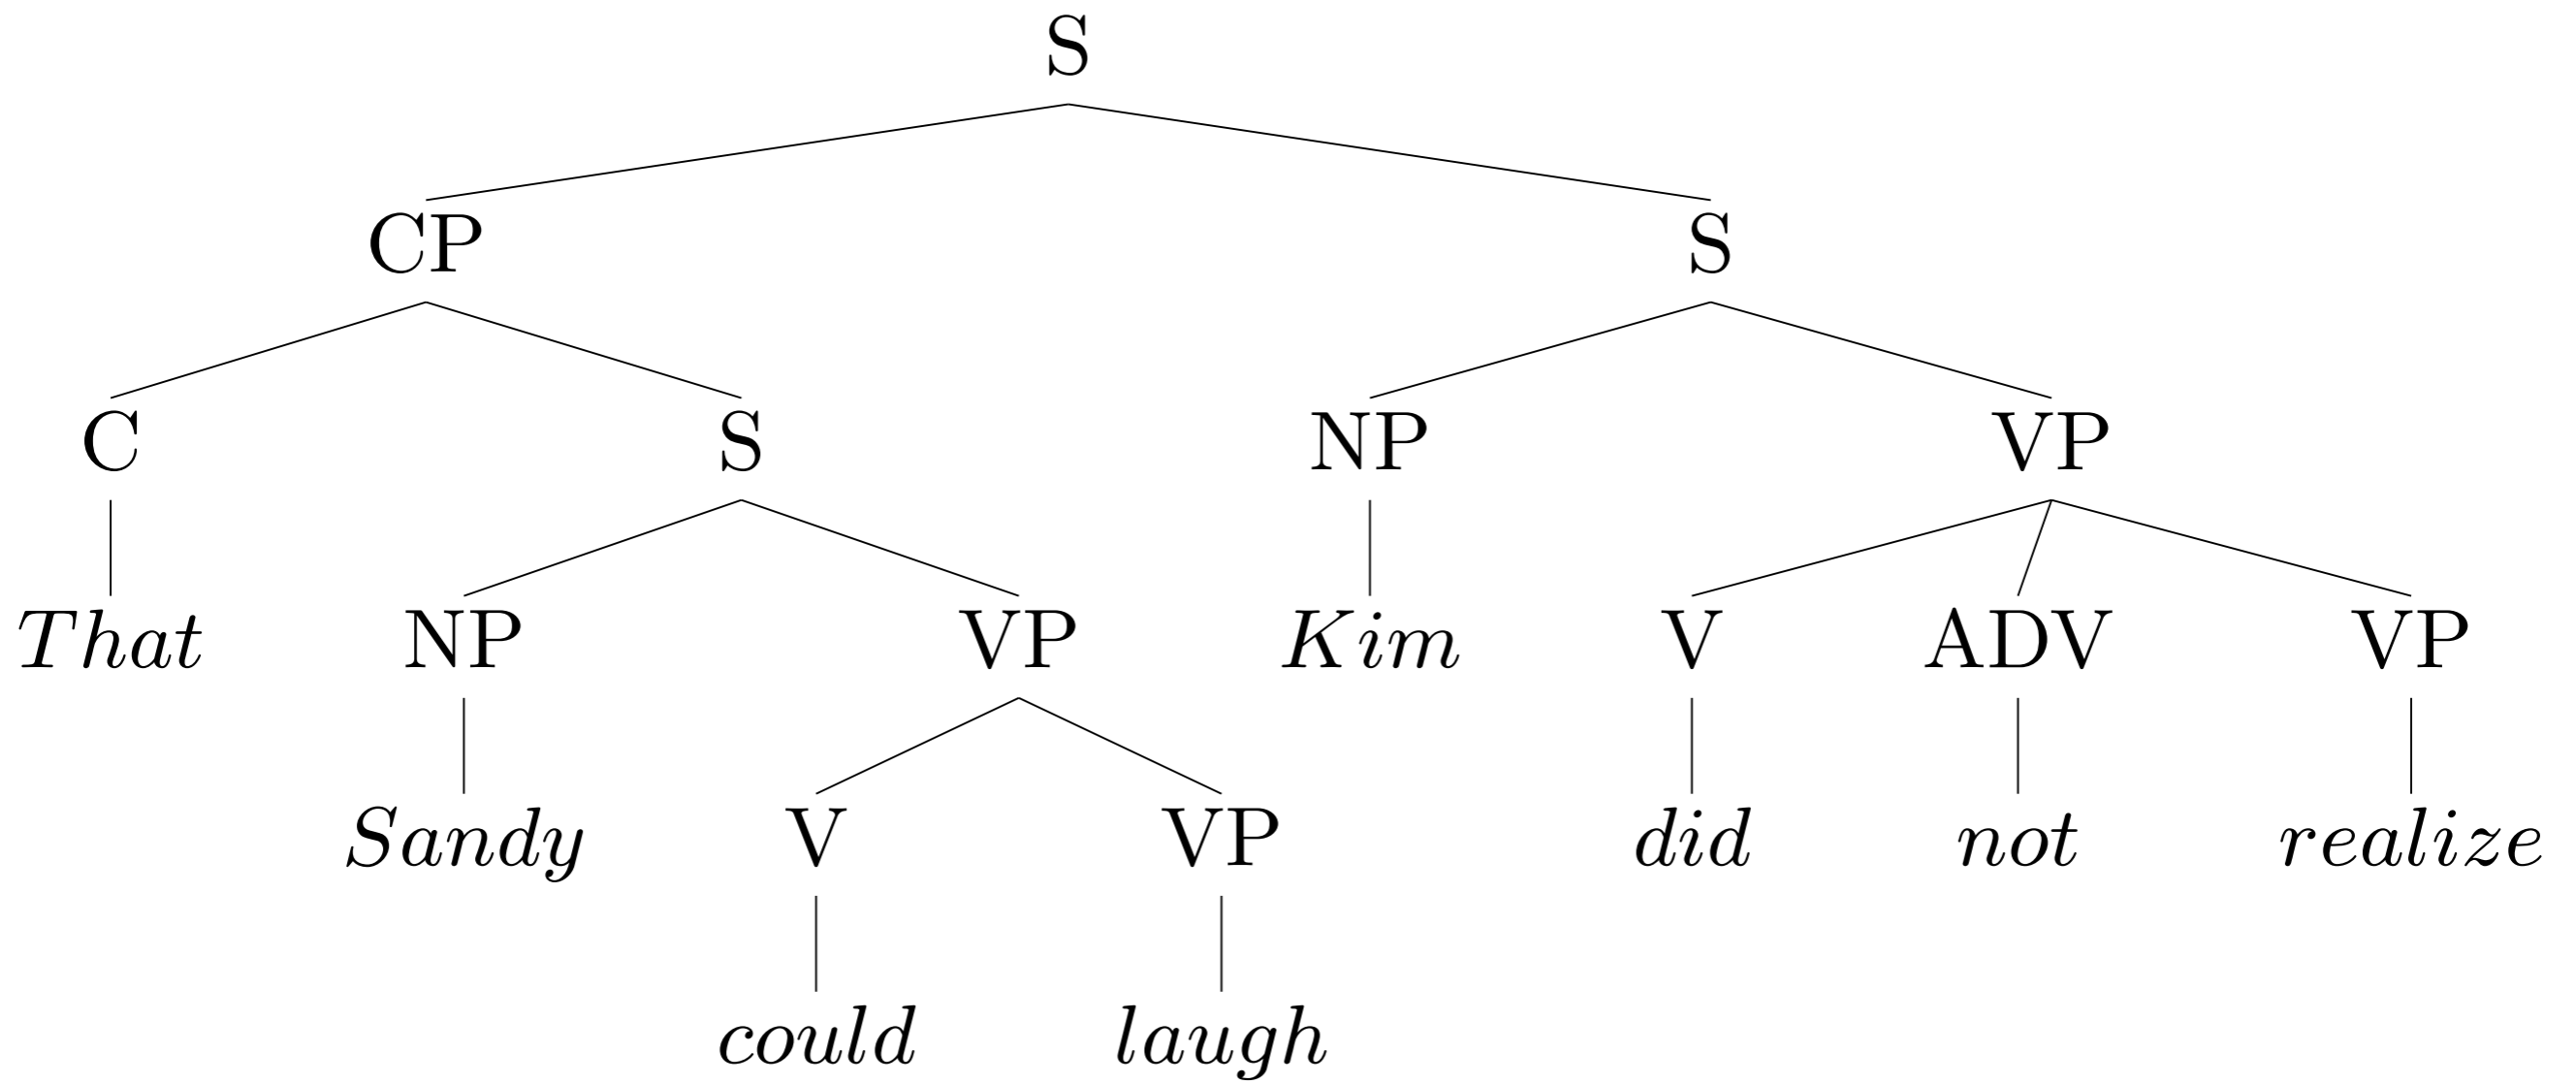 S
CP S
C S NP VP
That NP VP Kim V ADV VP
Sandy V VP did not realize
could laugh